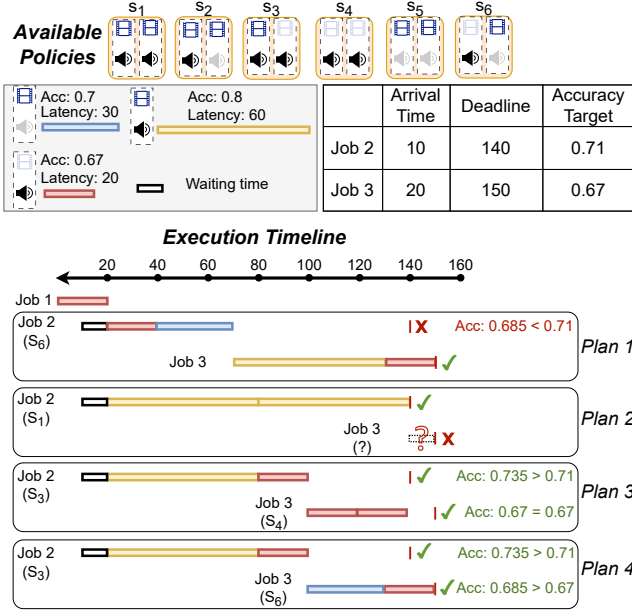 Available
Policies
s1 s2 s3 s4 s5 s6
Acc: 0.7
Latency: 30
Acc: 0.8
Latency: 60
Acc: 0.67
Latency: 20
Waiting time
Arrival Time Deadline Accuracy Target
Job 2 10 140 0.71
Job 3 20 150 0.67
Execution Timeline
20 40 60 80 100 120 140 160
Job 1
Job 2
(S6)
X Acc: 0.685 < 0.71
Job 3 ✓
Plan 1
Job 2
(S1)
✓
Job 3
(?)
? X
Plan 2
Job 2
(S3)
✓ Acc: 0.735 > 0.71
Job 3
(S4)
✓ Acc: 0.67 = 0.67
Plan 3
Job 2
(S3)
✓ Acc: 0.735 > 0.71
Job 3
(S6)
✓ Acc: 0.685 > 0.67
Plan 4